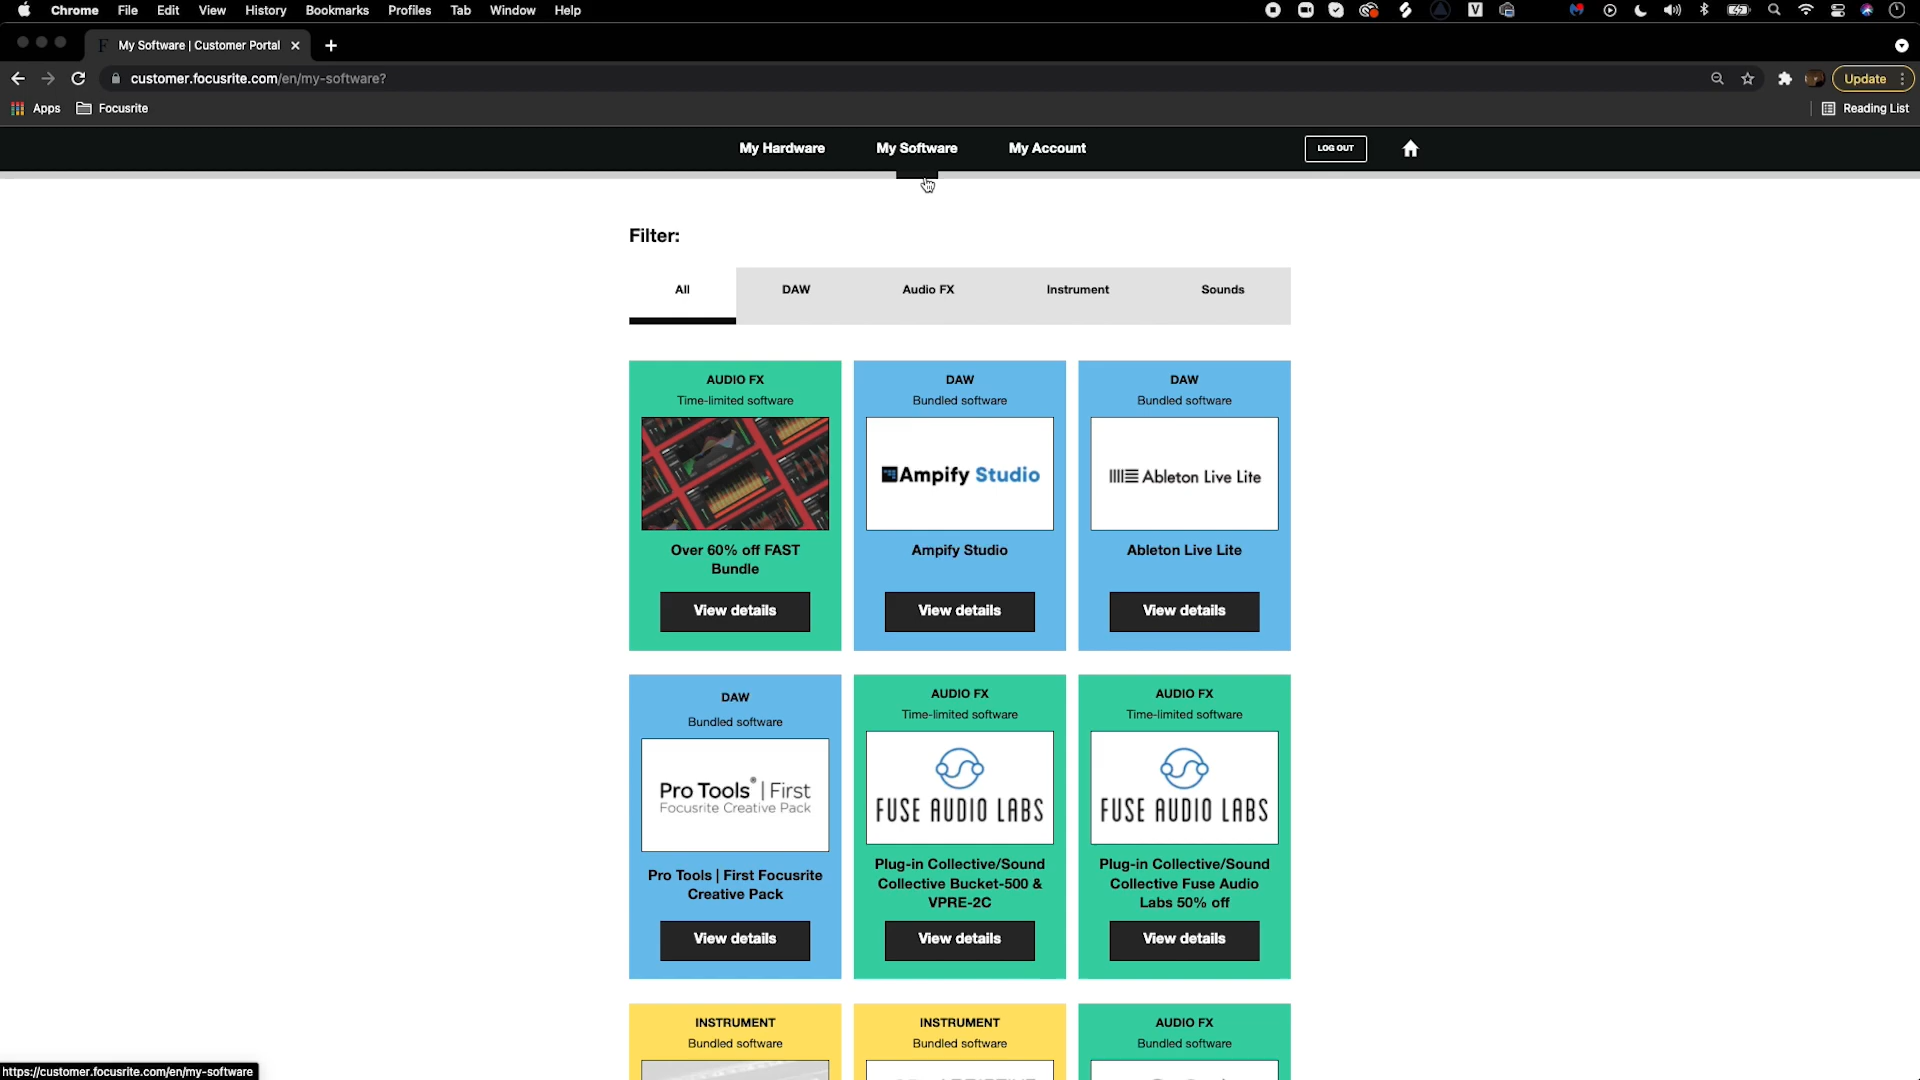 Chrome File Edit View History Bookmarks Profiles Tab Window Help
My Software | Customer Portal
customer.focusrite.com/en/my-software?
Update
Apps Focusrite
Reading List
My Hardware My Software My Account LOG OUT
Filter:
All DAW Audio FX Instrument Sounds
AUDIO FX
Time-limited software
Over 60% off FAST
Bundle
View details
DAW
Bundled software
Ampify Studio
Ampify Studio
View details
DAW
Bundled software
Ableton Live Lite
Ableton Live Lite
View details
DAW
Bundled software
Pro Tools® | First
Focusrite Creative Pack
Pro Tools | First Focusrite
Creative Pack
View details
AUDIO FX
Time-limited software
FUSE AUDIO LABS
Plug-in Collective/Sound
Collective Bucket-500 &
VPRE-2C
View details
AUDIO FX
Time-limited software
FUSE AUDIO LABS
Plug-in Collective/Sound
Collective Fuse Audio
Labs 50% off
View details
INSTRUMENT
Bundled software
INSTRUMENT
Bundled software
AUDIO FX
Bundled software
https://customer.focusrite.com/en/my-software